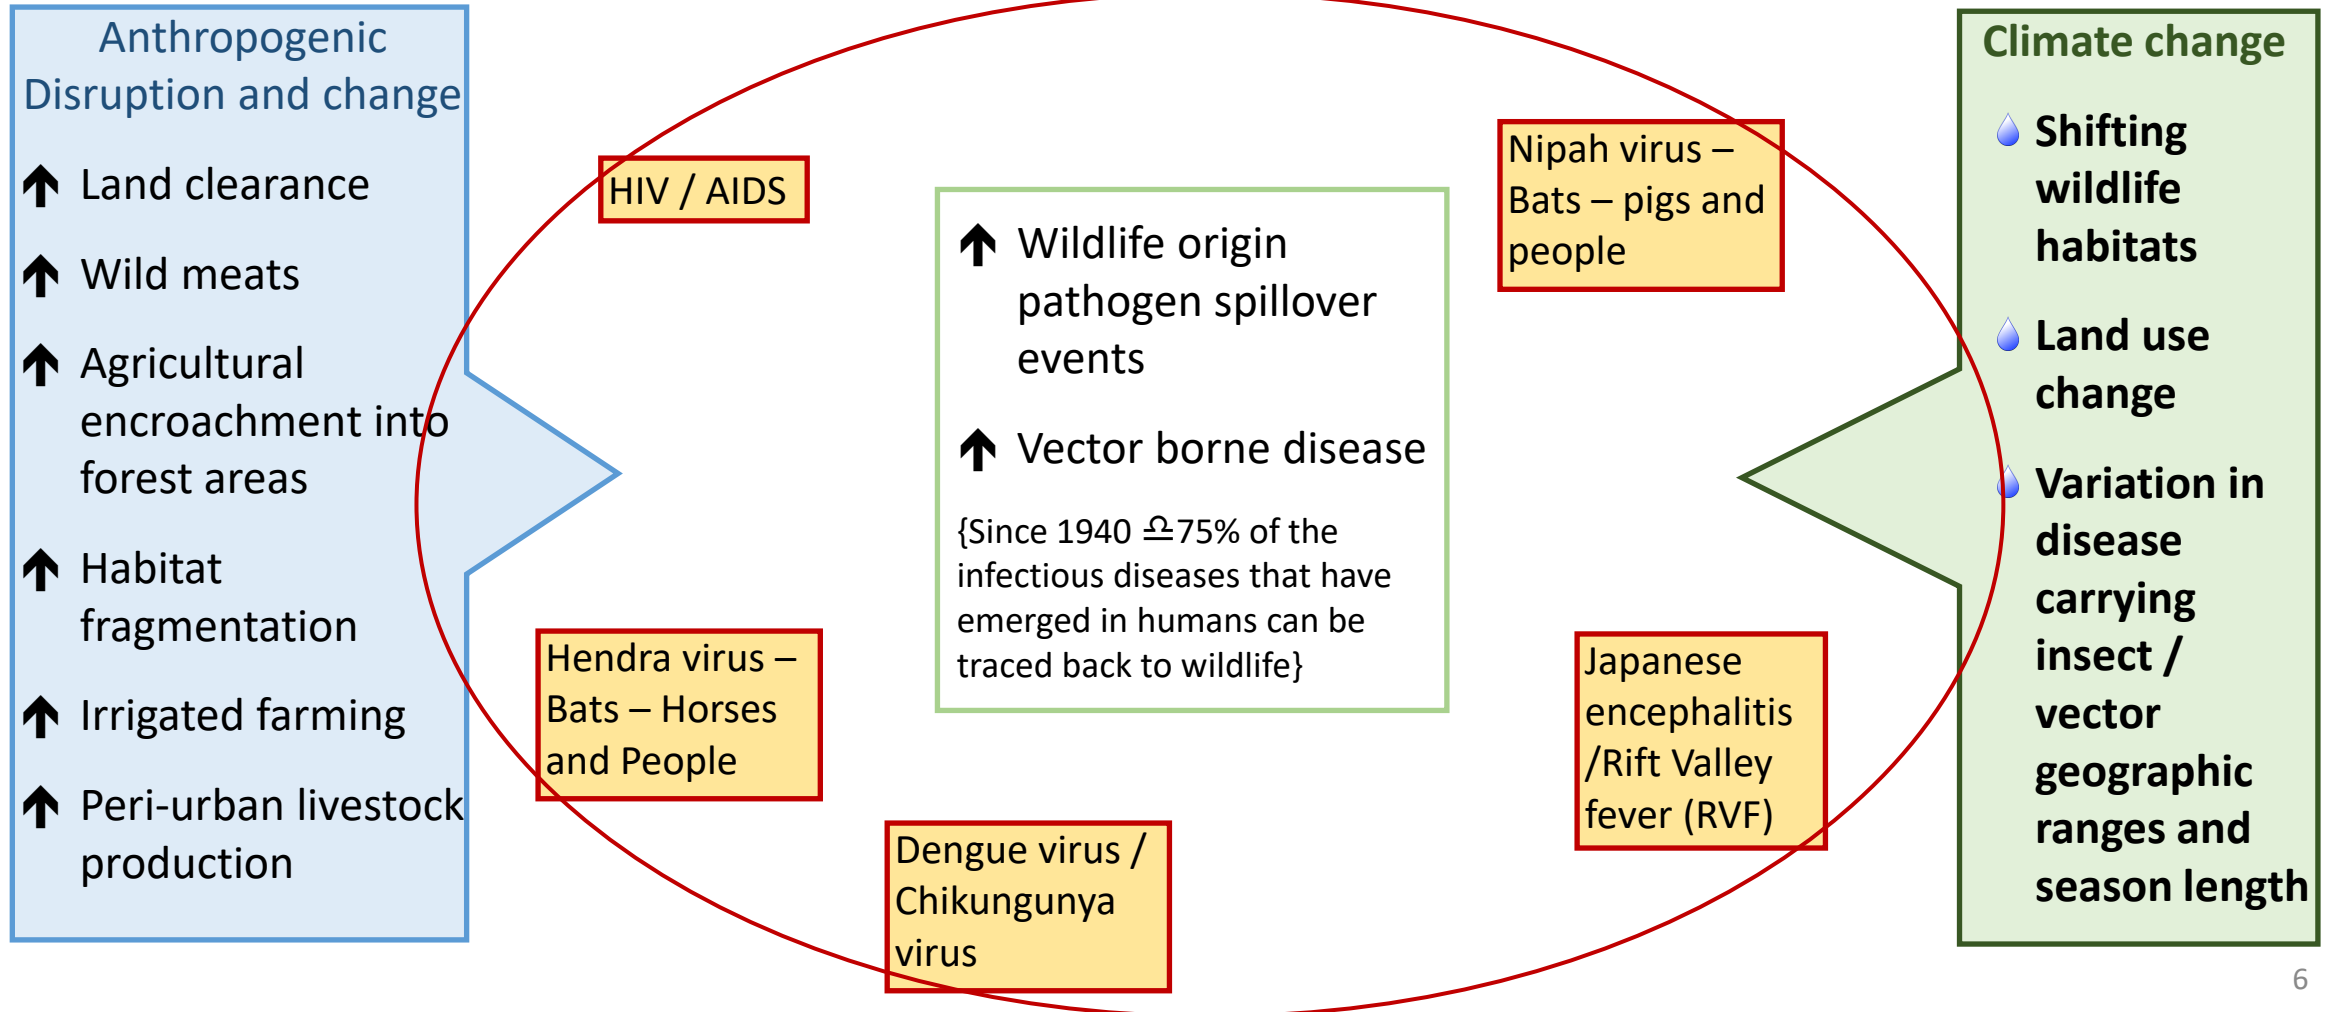 Anthropogenic
Disruption and change
🡹 Land clearance
🡹 Wild meats
🡹 Agricultural
encroachment into
forest areas
🡹 Habitat
fragmentation
🡹 Irrigated farming
🡹 Peri-urban livestock
production
HIV / AIDS
Hendra virus –
Bats – Horses
and People
Dengue virus /
Chikungunya
virus
🡹 Wildlife origin
pathogen spillover
events
🡹 Vector borne disease
{Since 1940 ♎75% of the
infectious diseases that have
emerged in humans can be
traced back to wildlife}
Nipah virus –
Bats – pigs and
people
Japanese
encephalitis
/Rift Valley
fever (RVF)
Climate change
Shifting
wildlife
habitats
Land use
change
Variation in
disease
carrying
insect /
vector
geographic
ranges and
season length
6